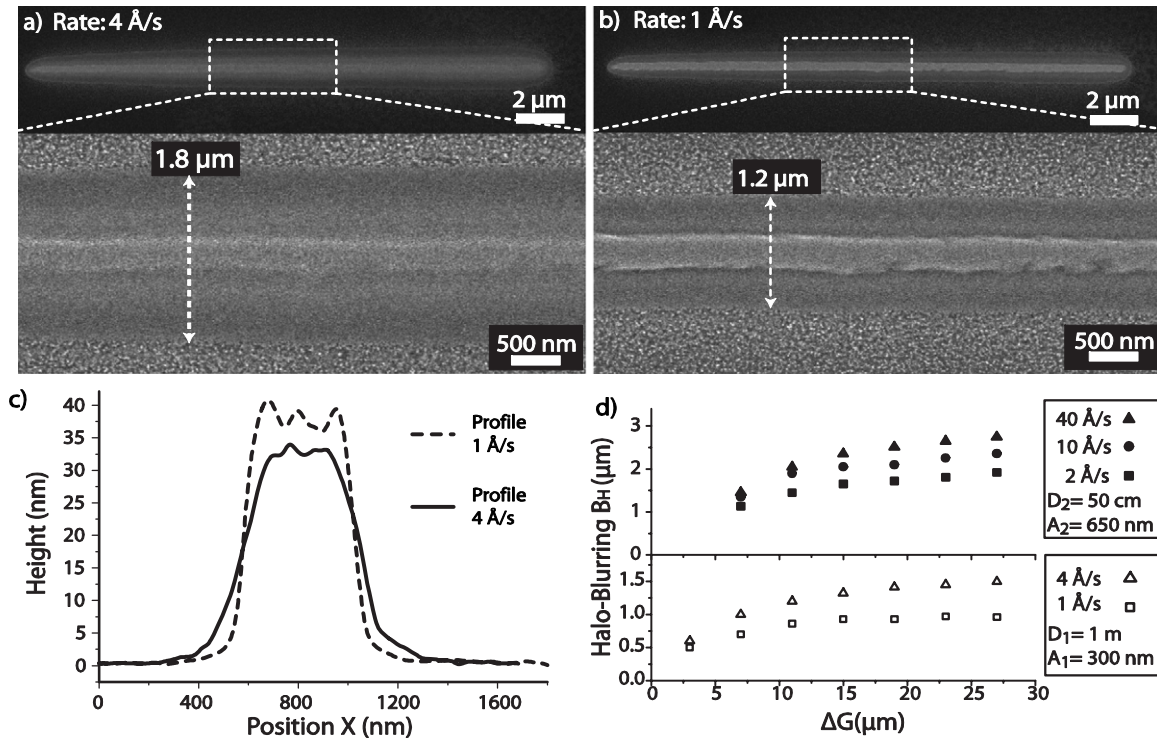 a) Rate: 4 Å/s
2 µm
1.8 µm
500 nm
b) Rate: 1 Å/s
2 µm
1.2 µm
500 nm
c)
Height (nm)
40
35
30
25
20
15
10
5
0
0 400 800 1200 1600
Position X (nm)
Profile
1 Å/s
Profile
4 Å/s
d)
Halo-Blurring BH (µm)
3
2
1
0
1.5
1.0
0.5
0.0
0 5 10 15 20 25 30
ΔG(µm)
40 Å/s
10 Å/s
2 Å/s
D2= 50 cm
A2= 650 nm
4 Å/s
1 Å/s
D1= 1 m
A1= 300 nm